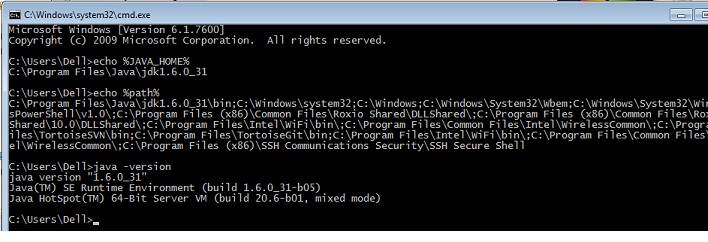 C:\Windows\system32\cmd.exe
Microsoft Windows [Version 6.1.7600]
Copyright (c) 2009 Microsoft Corporation.  All rights reserved.
C:\Users\Dell>echo %JAVA_HOME%
C:\Program Files\Java\jdk1.6.0_31
C:\Users\Dell>echo %path%
C:\Program Files\Java\jdk1.6.0_31\bin;C:\Windows\system32;C:\Windows;C:\Windows\System32\Wbem;C:\Windows\System32\Win
sPowerShell\v1.0\;C:\Program Files (x86)\Common Files\Roxio Shared\DLLShared\;C:\Program Files (x86)\Common Files\Rox
Shared\10.0\DLLShared\;C:\Program Files\Intel\WiFi\bin\;C:\Program Files\Common Files\Intel\WirelessCommon\;C:\Progra
iles\TortoiseSVN\bin;C:\Program Files\TortoiseGit\bin;C:\Program Files\Intel\WiFi\bin\;C:\Program Files\Common Files\
el\WirelessCommon\;C:\Program Files (x86)\SSH Communications Security\SSH Secure Shell
C:\Users\Dell>java -version
java version "1.6.0_31"
Java(TM) SE Runtime Environment (build 1.6.0_31-b05)
Java HotSpot(TM) 64-Bit Server VM (build 20.6-b01, mixed mode)
C:\Users\Dell>_